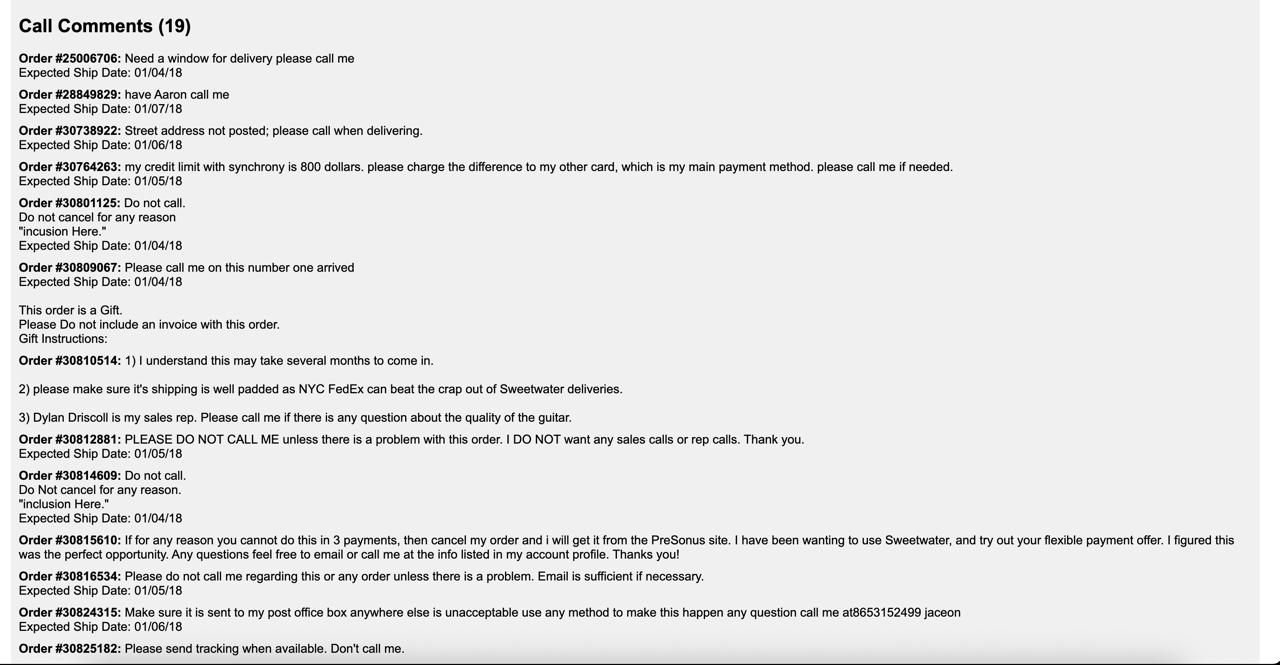 Call Comments (19)
Order #25006706: Need a window for delivery please call me
Expected Ship Date: 01/04/18
Order #28849829: have Aaron call me
Expected Ship Date: 01/07/18
Order #30738922: Street address not posted; please call when delivering.
Expected Ship Date: 01/06/18
Order #30764263: my credit limit with synchrony is 800 dollars. please charge the difference to my other card, which is my main payment method. please call me if needed.
Expected Ship Date: 01/05/18
Order #30801125: Do not call.
Do not cancel for any reason
"incusion Here."
Expected Ship Date: 01/04/18
Order #30809067: Please call me on this number one arrived
Expected Ship Date: 01/04/18
This order is a Gift.
Please Do not include an invoice with this order.
Gift Instructions:
Order #30810514: 1) I understand this may take several months to come in.
2) please make sure it's shipping is well padded as NYC FedEx can beat the crap out of Sweetwater deliveries.
3) Dylan Driscoll is my sales rep. Please call me if there is any question about the quality of the guitar.
Order #30812881: PLEASE DO NOT CALL ME unless there is a problem with this order. I DO NOT want any sales calls or rep calls. Thank you.
Expected Ship Date: 01/05/18
Order #30814609: Do not call.
Do Not cancel for any reason.
"inclusion Here."
Expected Ship Date: 01/04/18
Order #30815610: If for any reason you cannot do this in 3 payments, then cancel my order and i will get it from the PreSonus site. I have been wanting to use Sweetwater, and try out your flexible payment offer. I figured this
was the perfect opportunity. Any questions feel free to email or call me at the info listed in my account profile. Thanks you!
Order #30816534: Please do not call me regarding this or any order unless there is a problem. Email is sufficient if necessary.
Expected Ship Date: 01/05/18
Order #30824315: Make sure it is sent to my post office box anywhere else is unacceptable use any method to make this happen any question call me at8653152499 jaceon
Expected Ship Date: 01/06/18
Order #30825182: Please send tracking when available. Don't call me.